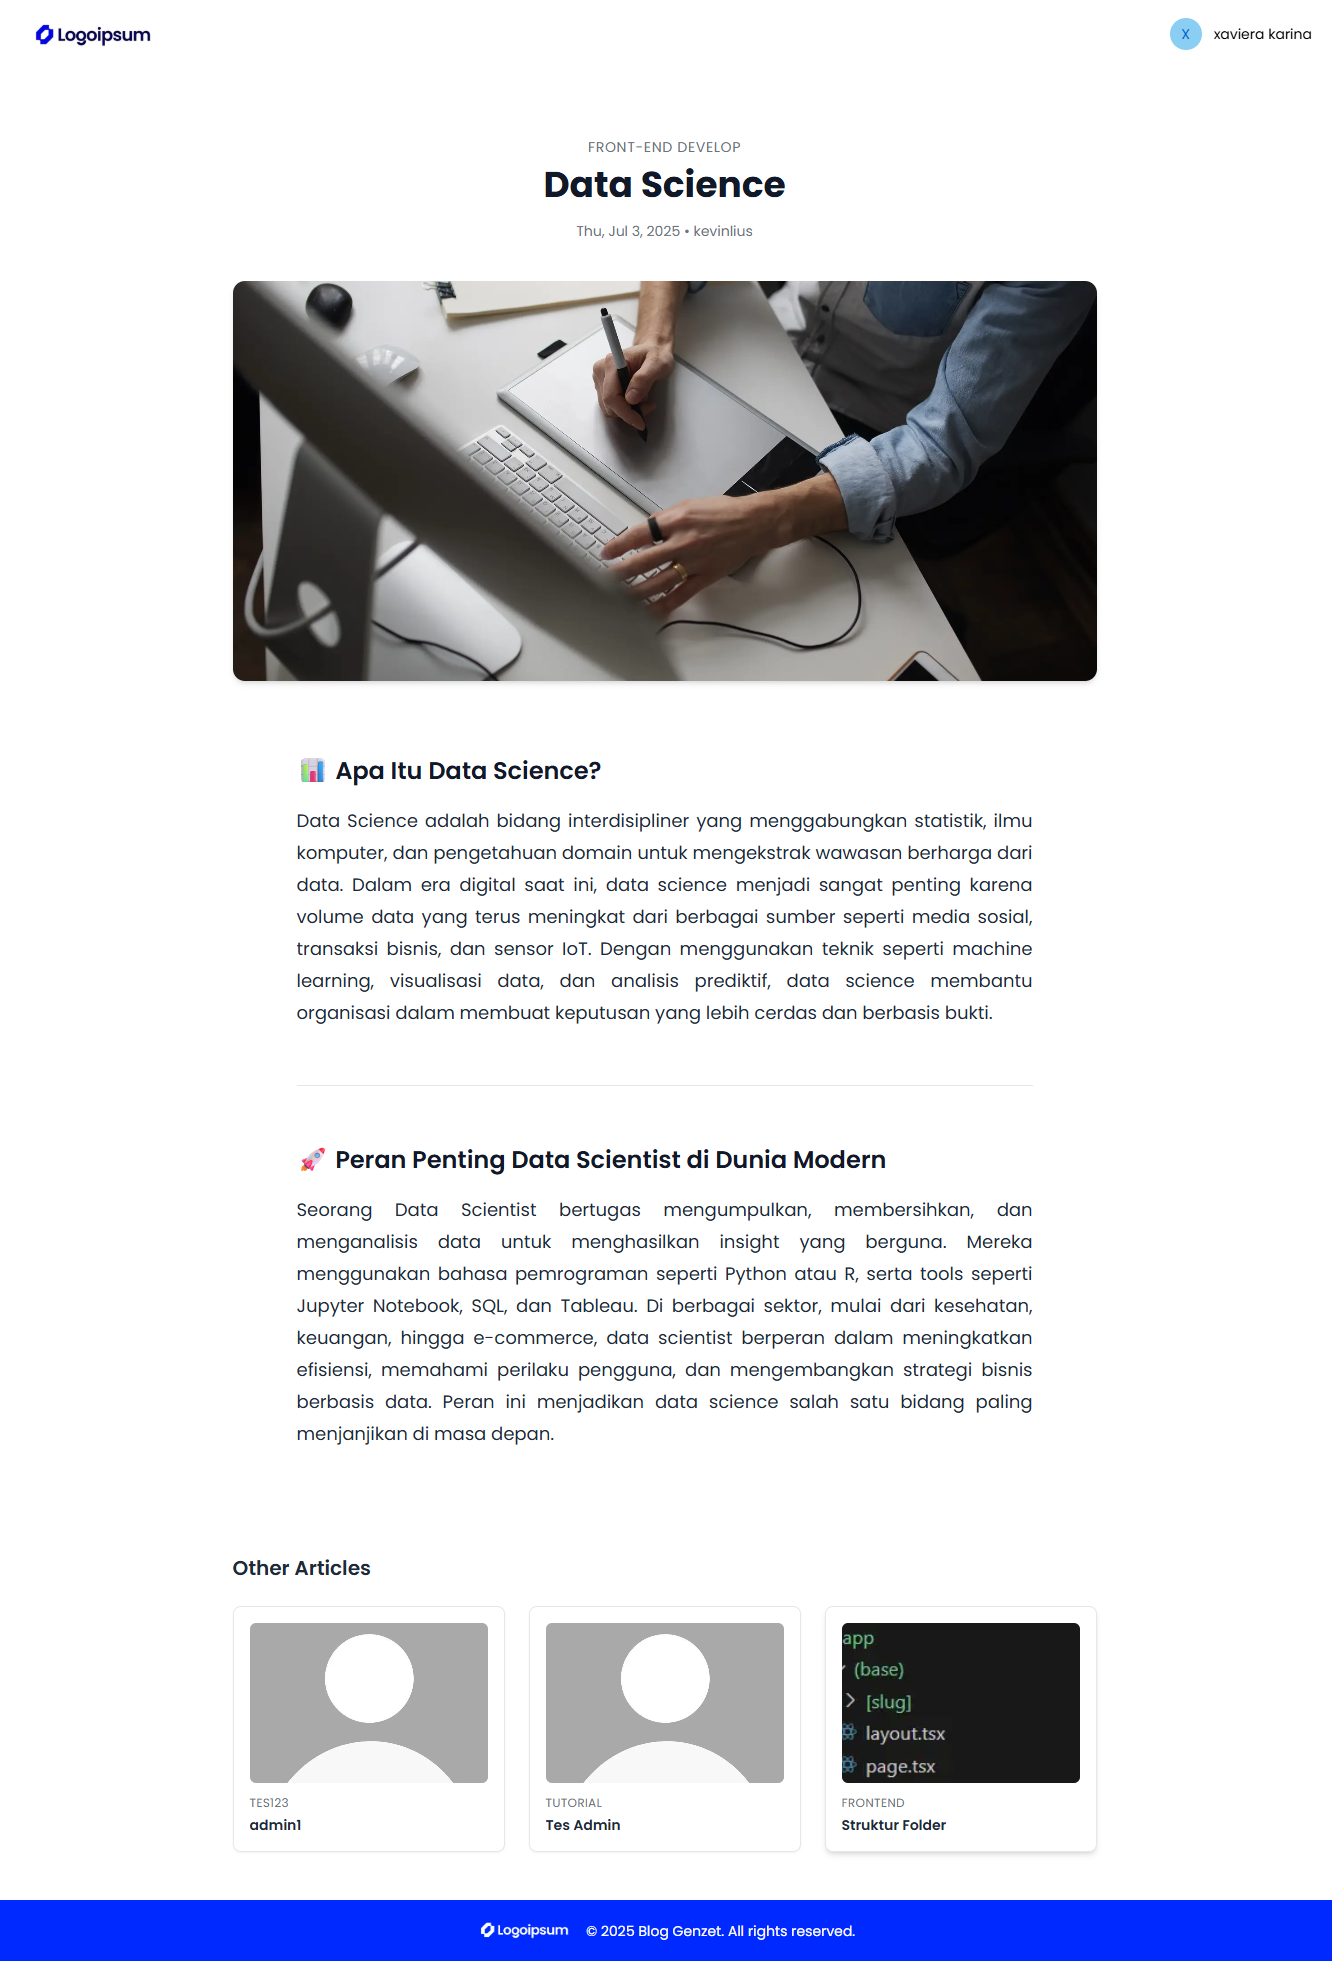 Logoipsum
X xaviera karina
FRONT-END DEVELOP
Data Science
Thu, Jul 3, 2025 • kevinlius
📊 Apa Itu Data Science?
Data Science adalah bidang interdisipliner yang menggabungkan statistik, ilmu
komputer, dan pengetahuan domain untuk mengekstrak wawasan berharga dari
data. Dalam era digital saat ini, data science menjadi sangat penting karena
volume data yang terus meningkat dari berbagai sumber seperti media sosial,
transaksi bisnis, dan sensor IoT. Dengan menggunakan teknik seperti machine
learning, visualisasi data, dan analisis prediktif, data science membantu
organisasi dalam membuat keputusan yang lebih cerdas dan berbasis bukti.
🚀 Peran Penting Data Scientist di Dunia Modern
Seorang Data Scientist bertugas mengumpulkan, membersihkan, dan
menganalisis data untuk menghasilkan insight yang berguna. Mereka
menggunakan bahasa pemrograman seperti Python atau R, serta tools seperti
Jupyter Notebook, SQL, dan Tableau. Di berbagai sektor, mulai dari kesehatan,
keuangan, hingga e-commerce, data scientist berperan dalam meningkatkan
efisiensi, memahami perilaku pengguna, dan mengembangkan strategi bisnis
berbasis data. Peran ini menjadikan data science salah satu bidang paling
menjanjikan di masa depan.
Other Articles
TES123
admin1
TUTORIAL
Tes Admin
app
(base)
[slug]
layout.tsx
page.tsx
FRONTEND
Struktur Folder
Logoipsum
© 2025 Blog Genzet. All rights reserved.